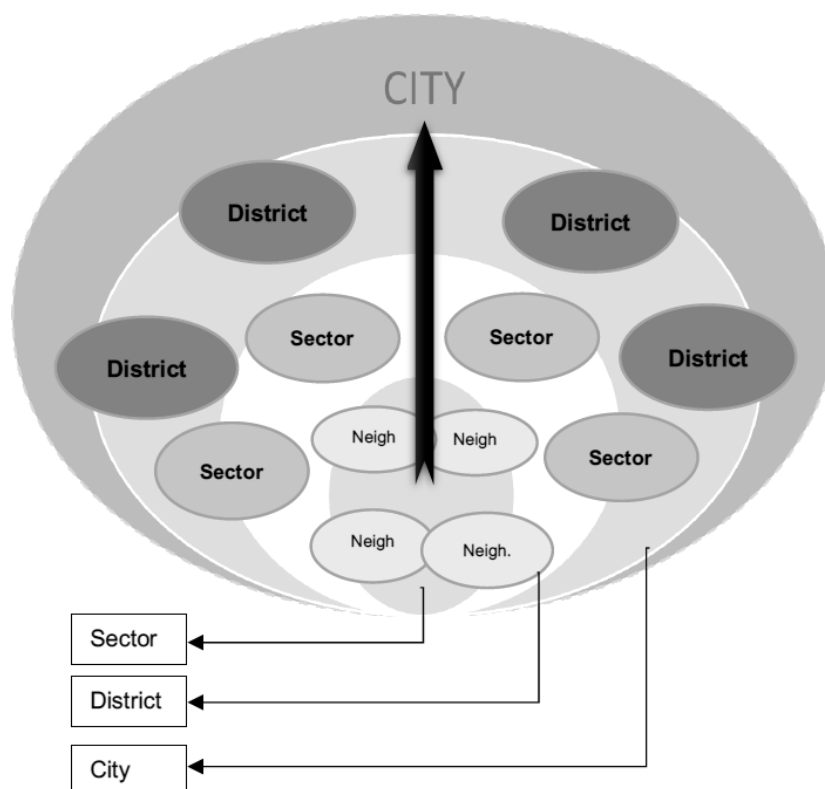 CITY
District
District
Sector
Sector
District
District
Neigh
Neigh
Sector
Sector
Neigh
Neigh.
Sector
District
City